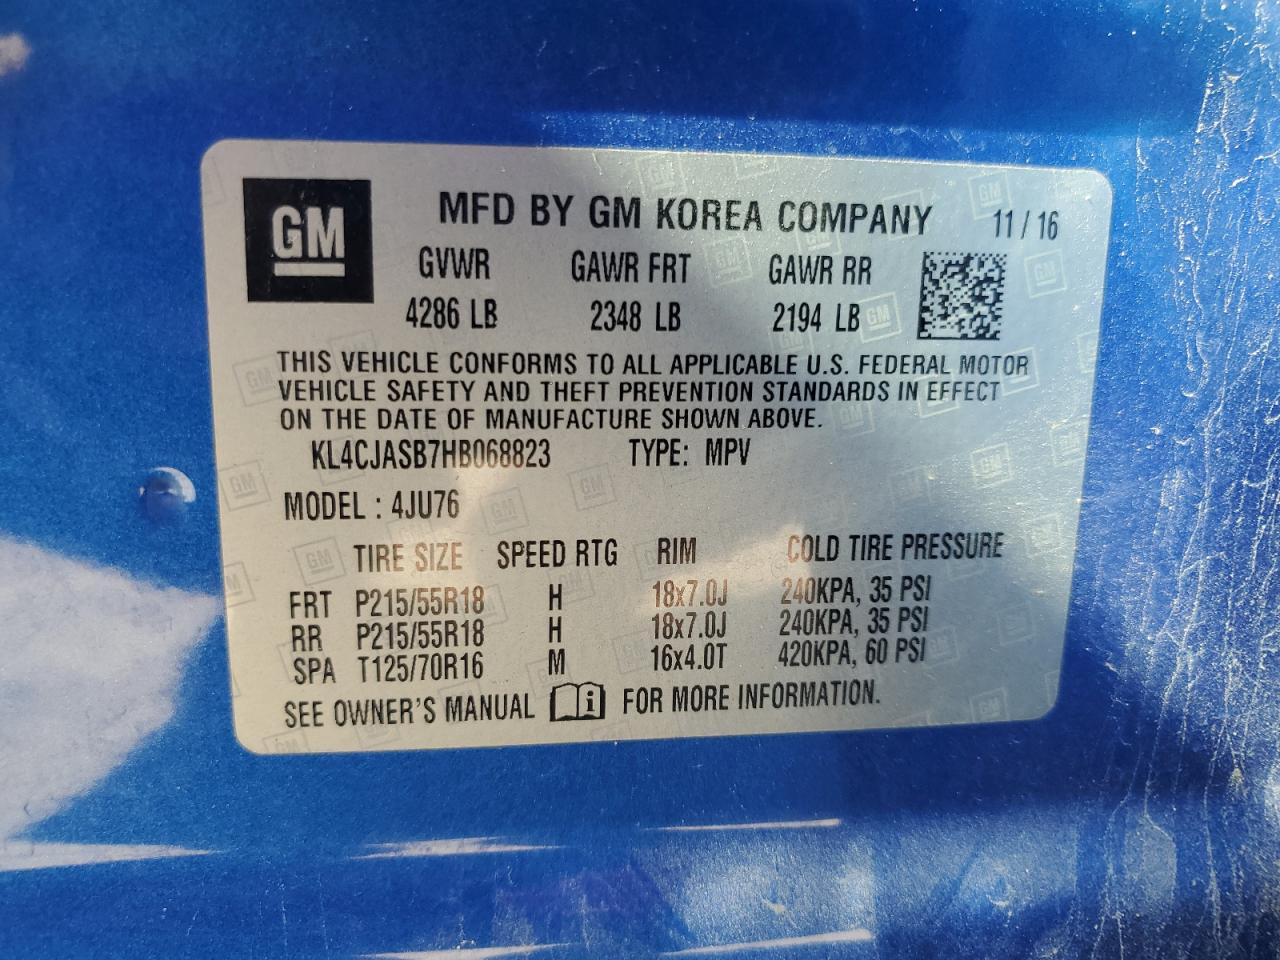 GM
MFD BY GM KOREA COMPANY 11 / 16
GVWR GAWR FRT GAWR RR
4286 LB 2348 LB 2194 LB
THIS VEHICLE CONFORMS TO ALL APPLICABLE U.S. FEDERAL MOTOR
VEHICLE SAFETY AND THEFT PREVENTION STANDARDS IN EFFECT
ON THE DATE OF MANUFACTURE SHOWN ABOVE.
KL4CJASB7HB068823 TYPE: MPV
MODEL : 4JU76
TIRE SIZE SPEED RTG RIM COLD TIRE PRESSURE
FRT P215/55R18 H 18x7.0J 240KPA, 35 PSI
RR P215/55R18 H 18x7.0J 240KPA, 35 PSI
SPA T125/70R16 M 16x4.0T 420KPA, 60 PSI
SEE OWNER'S MANUAL FOR MORE INFORMATION.